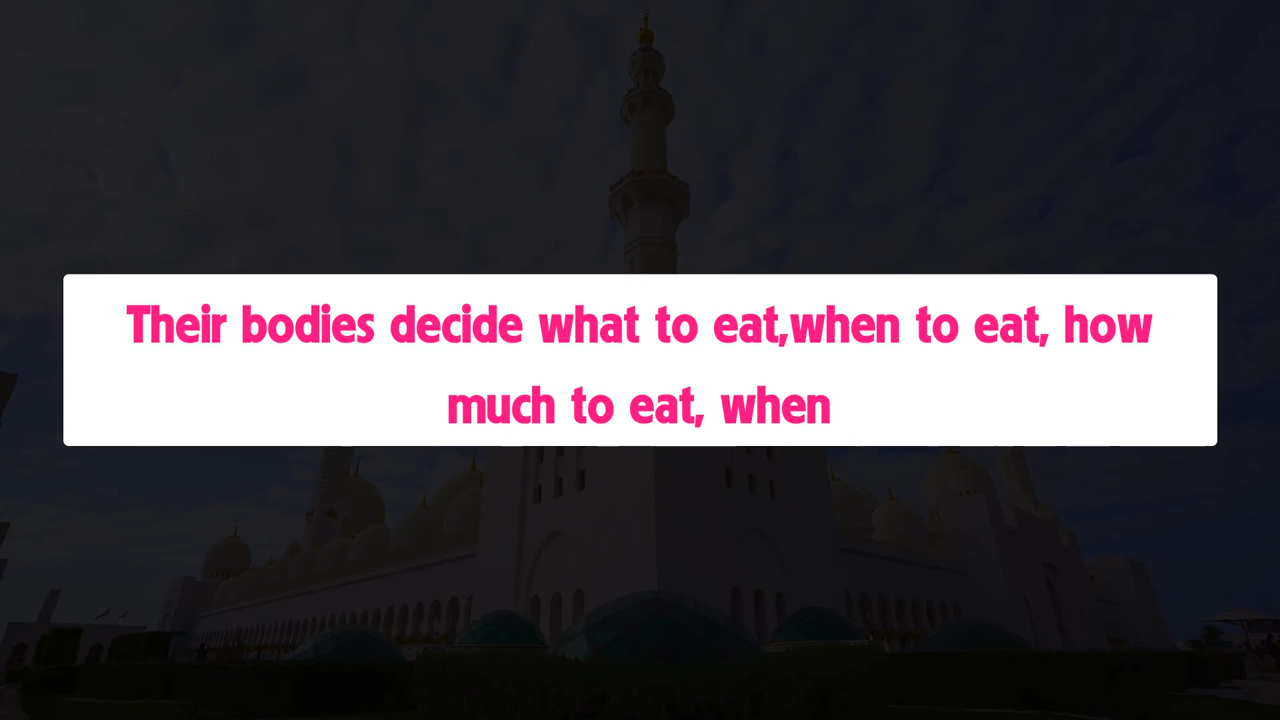 Their bodies decide what to eat,when to eat, how
much to eat, when